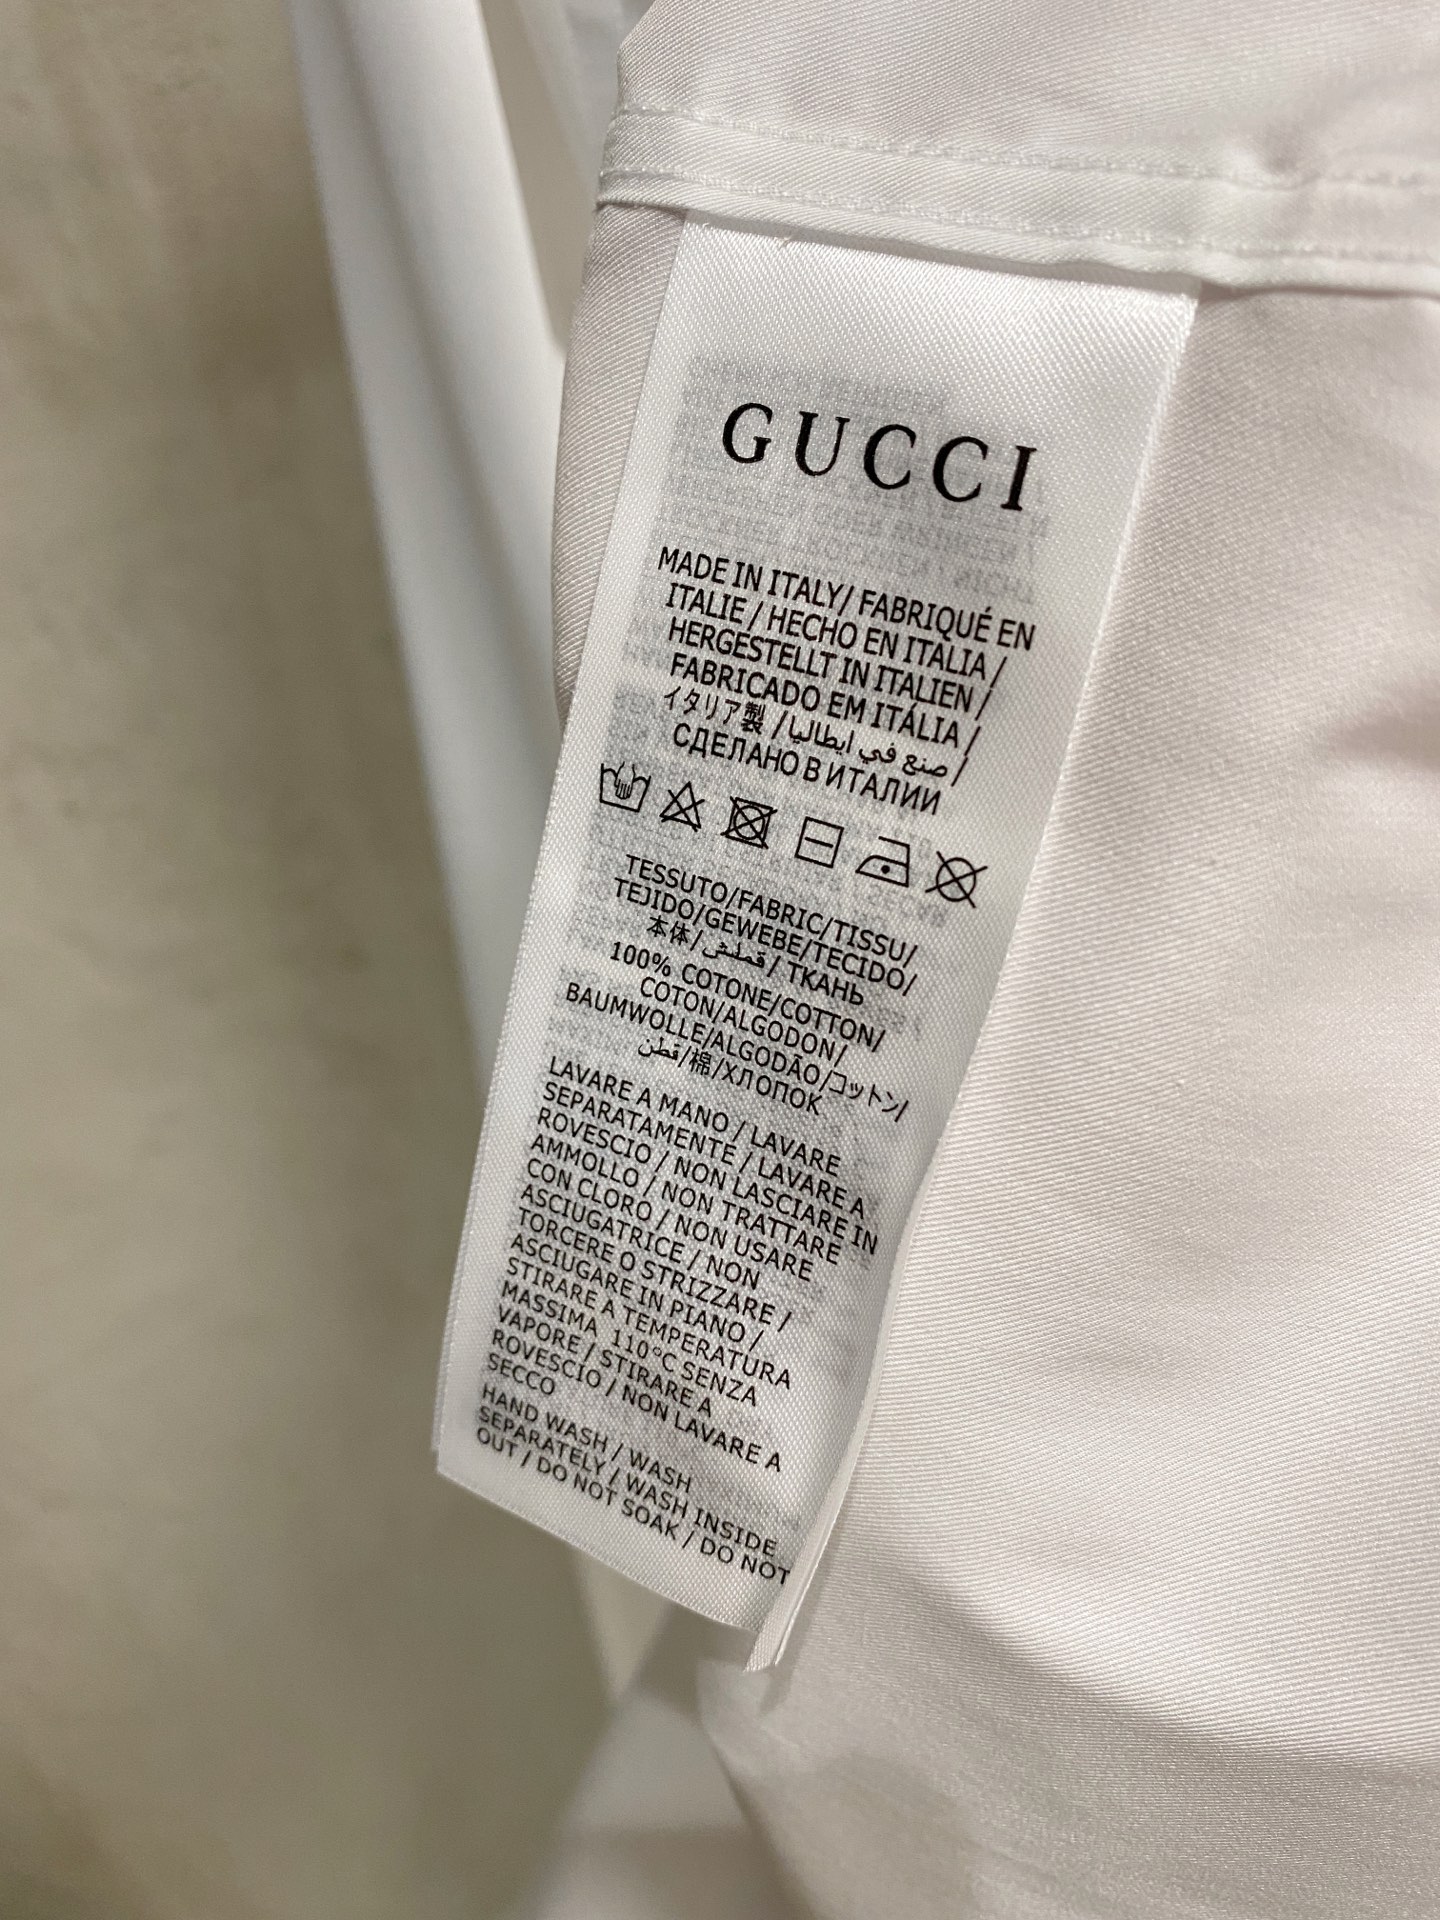 GUCCI
MADE IN ITALY/ FABRIQUÉ EN
ITALIE / HECHO EN ITALIA /
HERGESTELLT IN ITALIEN /
FABRICADO EM ITÁLIA /
イタリア製 / صنع في ايطاليا /
СДЕЛАНО В ИТАЛИИ
TESSUTO/FABRIC/TISSU/
TEJIDO/GEWEBE/TECIDO/
本体/قملش/ТКАНЬ
100% COTONE/COTTON/
COTON/ALGODON/
BAUMWOLLE/ALGODÃO/コットン/
قطن/棉/ХЛОПОК
LAVARE A MANO / LAVARE
SEPARATAMENTE / LAVARE A
ROVESCIO / NON LASCIARE IN
AMMOLLO / NON TRATTARE
CON CLORO / NON USARE
ASCIUGATRICE / NON
TORCERE O STRIZZARE /
ASCIUGARE IN PIANO /
STIRARE A TEMPERATURA
MASSIMA 110°C SENZA
VAPORE / STIRARE A
ROVESCIO / NON LAVARE A
SECCO
HAND WASH / WASH
SEPARATELY / WASH INSIDE
OUT / DO NOT SOAK / DO NOT